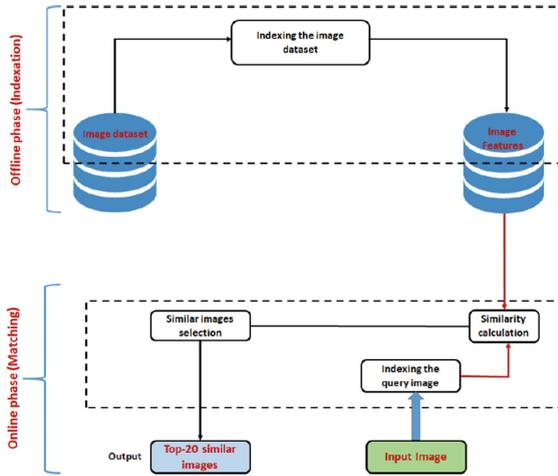 Offline phase (Indexation)
Indexing the image
dataset
Image dataset
Image
Features
Online phase (Matching)
Similar images
selection
Similarity
calculation
Indexing the
query image
Output
Top-20 similar
images
Input Image